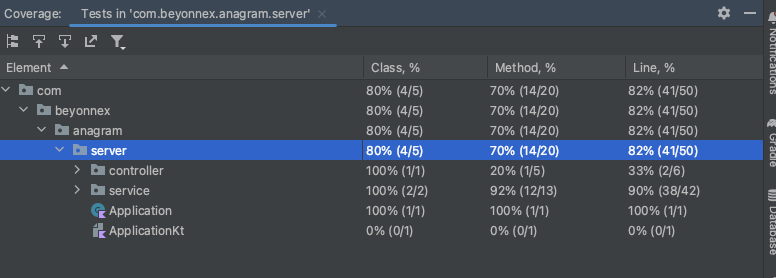 Coverage: Tests in 'com.beyonnex.anagram.server' ×
Element Class, % Method, % Line, %
com 80% (4/5) 70% (14/20) 82% (41/50)
beyonnex 80% (4/5) 70% (14/20) 82% (41/50)
anagram 80% (4/5) 70% (14/20) 82% (41/50)
server 80% (4/5) 70% (14/20) 82% (41/50)
controller 100% (1/1) 20% (1/5) 33% (2/6)
service 100% (2/2) 92% (12/13) 90% (38/42)
Application 100% (1/1) 100% (1/1) 100% (1/1)
ApplicationKt 0% (0/1) 0% (0/1) 0% (0/1)
Notifications
Gradle
Database